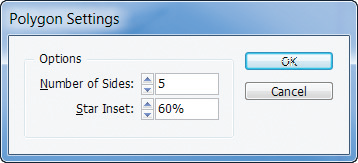 Polygon Settings
Options
Number of Sides: 5
Star Inset: 60%
OK
Cancel